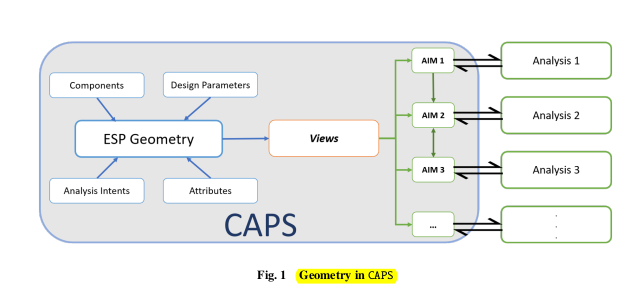 Components
Design Parameters
ESP Geometry
Analysis Intents
Attributes
Views
AIM 1
AIM 2
AIM 3
...
Analysis 1
Analysis 2
Analysis 3
.
.
.
CAPS
Fig. 1 Geometry in CAPS